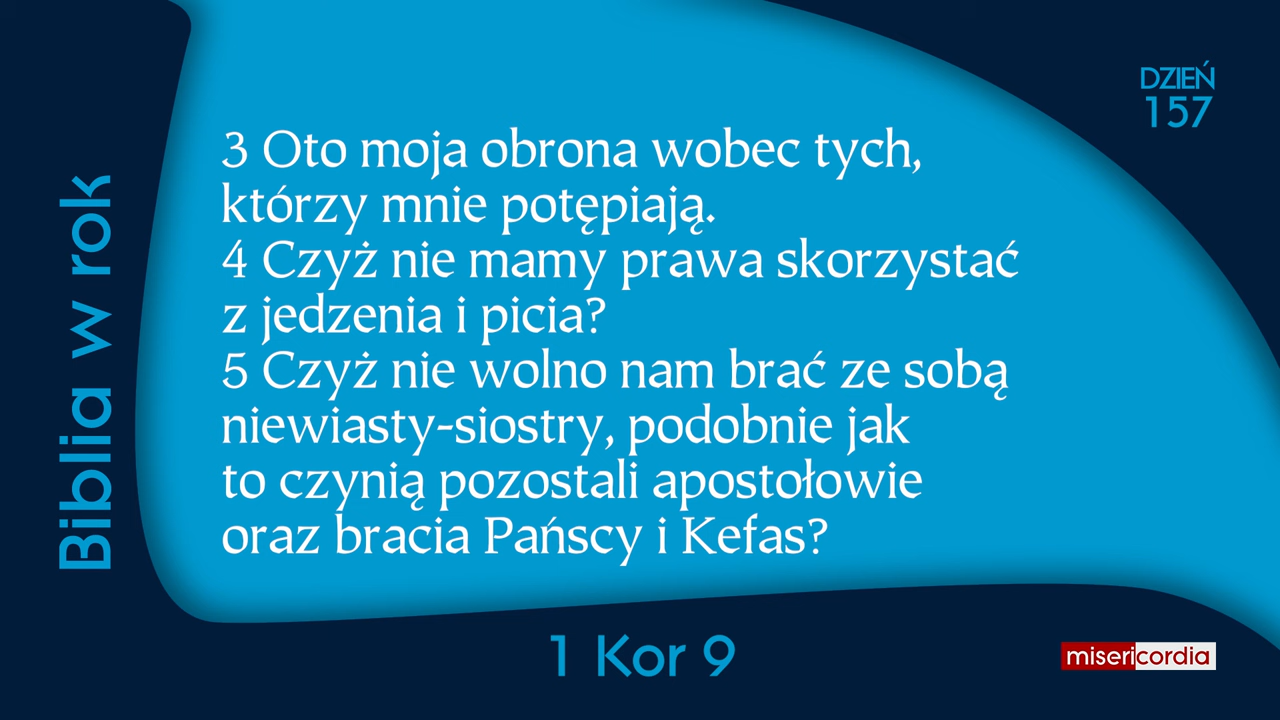 DZIEŃ
157
3 Oto moja obrona wobec tych,
którzy mnie potępiają.
4 Czyż nie mamy prawa skorzystać
z jedzenia i picia?
5 Czyż nie wolno nam brać ze sobą
niewiasty-siostry, podobnie jak
to czynią pozostali apostołowie
oraz bracia Pańscy i Kefas?
Biblia w rok
1 Kor 9
misericordia